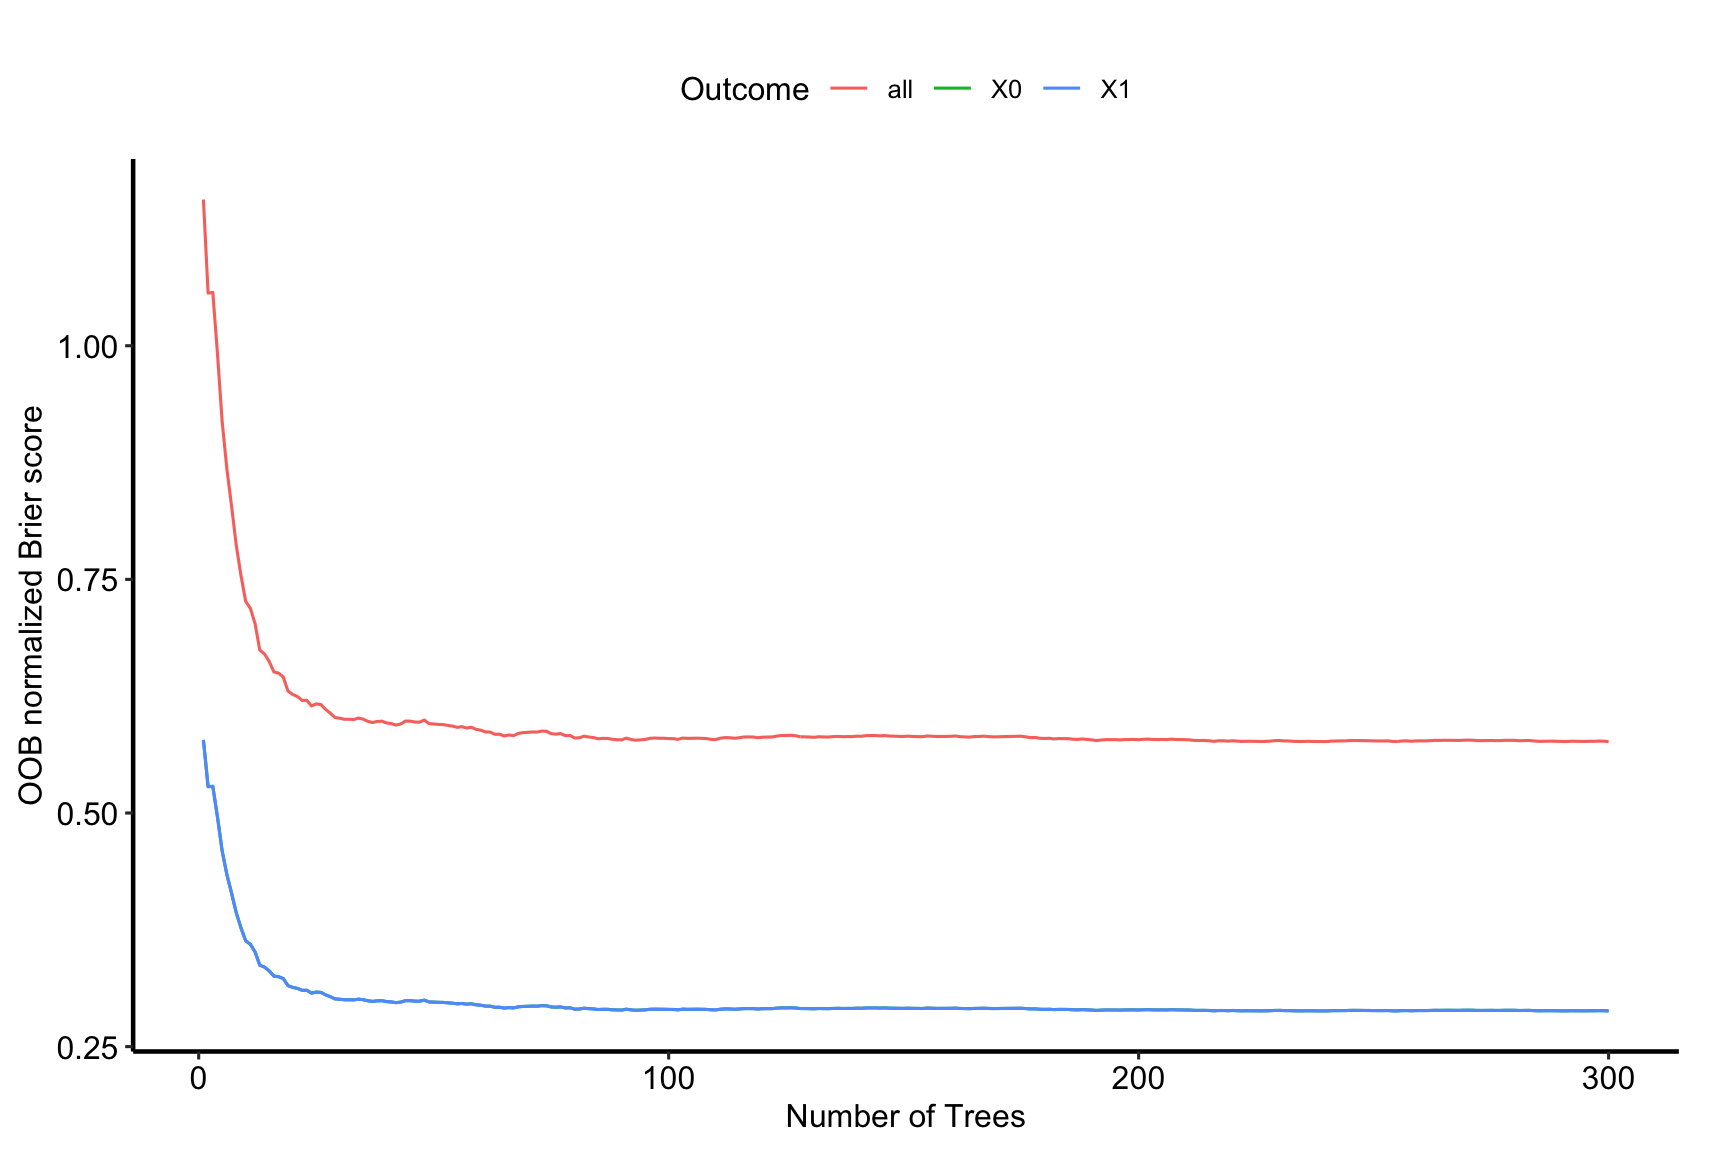 Outcome all X0 X1
OOB normalized Brier score
1.00
0.75
0.50
0.25
0 100 200 300
Number of Trees